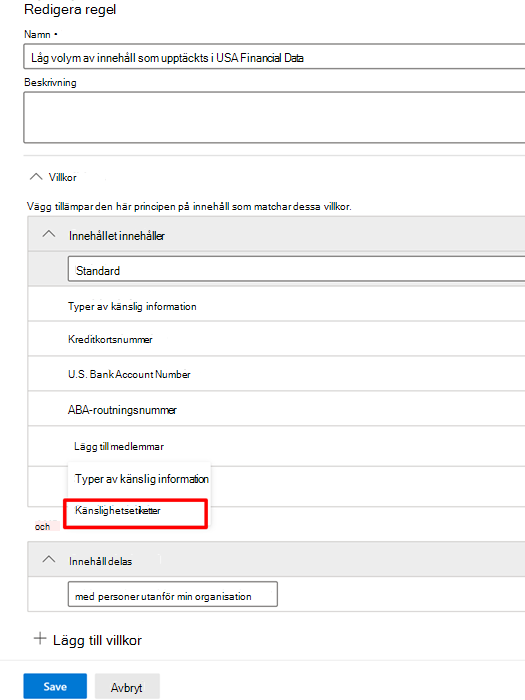 Redigera regel
Namn •
Låg volym av innehåll som upptäckts i USA Financial Data
Beskrivning
Villkor
Vägg tillämpar den här principen på innehåll som matchar dessa villkor.
Innehållet innehåller
Standard
Typer av känslig information
Kreditkortsnummer
U.S. Bank Account Number
ABA-routningsnummer
Lägg till medlemmar
Typer av känslig information
Känslighetsetiketter
och
Innehåll delas
med personer utanför min organisation
+ Lägg till villkor
Save
Avbryt